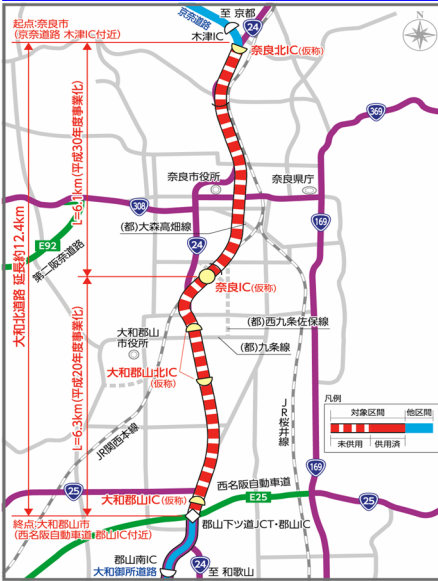 至 京都
京奈道路
木津IC
24
起点:奈良市
(京奈道路 木津IC付近)
奈良北IC(仮称)
369
L=6.1km(平成30年度事業化)
奈良市役所
奈良県庁
308
169
大和北道路 延長約12.4km
(都)大森高畑線
E92
24
第二阪奈道路
奈良IC(仮称)
大和郡山
市役所
(都)西九条佐保線
(都)九条線
大和郡山北IC
(仮称)
L=6.3km(平成20年度事業化)
凡例
対象区間
他区間
未供用
供用済
JR関西本線
JR桜井線
169
25
大和郡山IC(仮称)
西名阪自動車道
E25
25
終点:大和郡山市
(西名阪自動車道 郡山IC付近)
郡山下ツ道JCT・郡山IC
郡山南IC
大和御所道路
24
至 和歌山